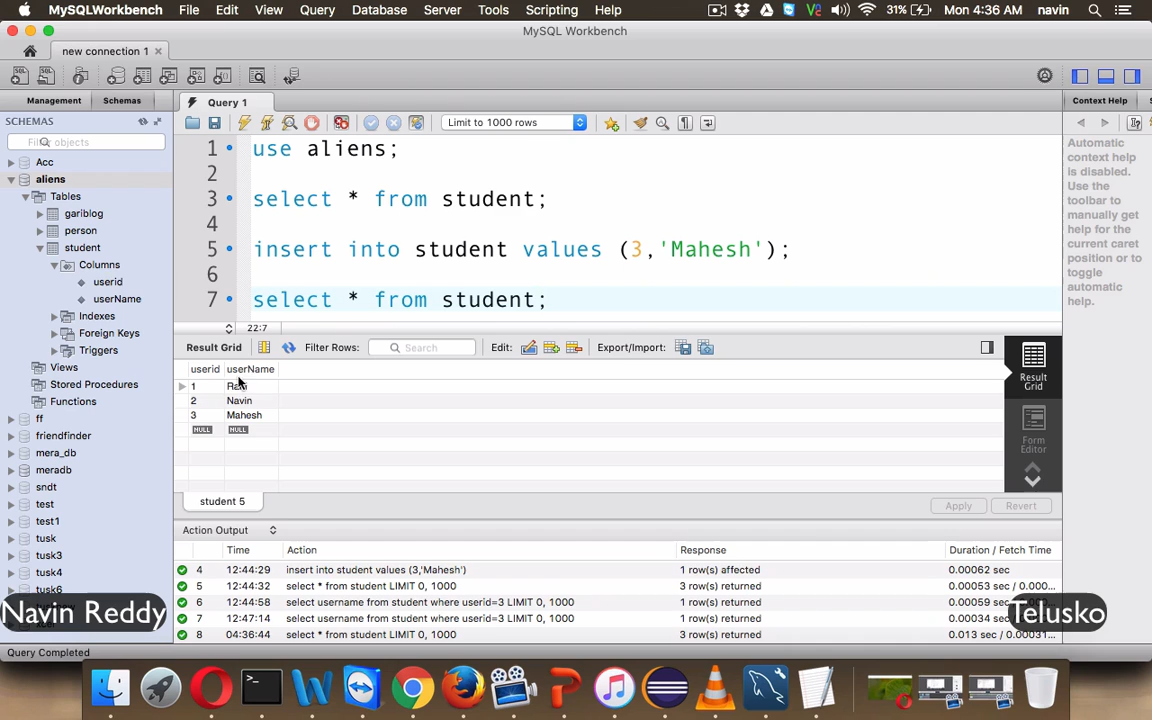 MySQLWorkbench File Edit View Query Database Server Tools Scripting Help 31% Mon 4:36 AM navin
MySQL Workbench
new connection 1
Management Schemas Query 1 Context Help
SCHEMAS
Limit to 1000 rows
Filter objects
Acc
aliens
Tables
gariblog
person
student
Columns
userid
userName
Indexes
Foreign Keys
Triggers
Views
Stored Procedures
Functions
ff
friendfinder
mera_db
meradb
sndt
test
test1
tusk
tusk3
tusk4
tusk6
1 use aliens;
2
3 select * from student;
4
5 insert into student values (3,'Mahesh');
6
7 select * from student;
22:7
Automatic
context help
is disabled.
Use the
toolbar to
manually get
help for the
current caret
position or to
toggle
automatic
help.
Result Grid Filter Rows: Search Edit: Export/Import:
userid userName
1
2 Navin
3 Mahesh
NULL NULL
Result
Grid
Form
Editor
student 5
Apply Revert
Action Output
Time Action Response Duration / Fetch Time
4 12:44:29 insert into student values (3,'Mahesh') 1 row(s) affected 0.00062 sec
5 12:44:32 select * from student LIMIT 0, 1000 3 row(s) returned 0.00053 sec / 0.000...
6 12:44:58 select username from student where userid=3 LIMIT 0, 1000 1 row(s) returned 0.00059 sec / 0.000...
7 12:47:14 select username from student where userid=3 LIMIT 0, 1000 1 row(s) returned 0.00034 sec / 0.000...
8 04:36:44 select * from student LIMIT 0, 1000 3 row(s) returned 0.013 sec / 0.00031...
Navin Reddy
Telusko
Query Completed